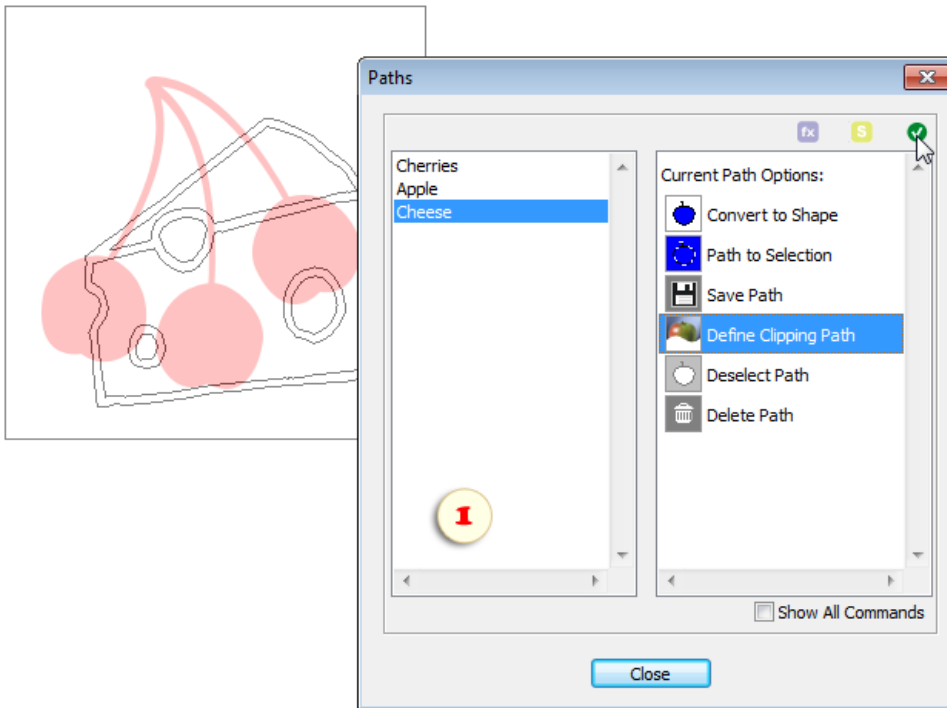 Paths
fx
S
Cherries
Apple
Cheese
Current Path Options:
Convert to Shape
Path to Selection
Save Path
Define Clipping Path
Deselect Path
Delete Path
1
Show All Commands
Close